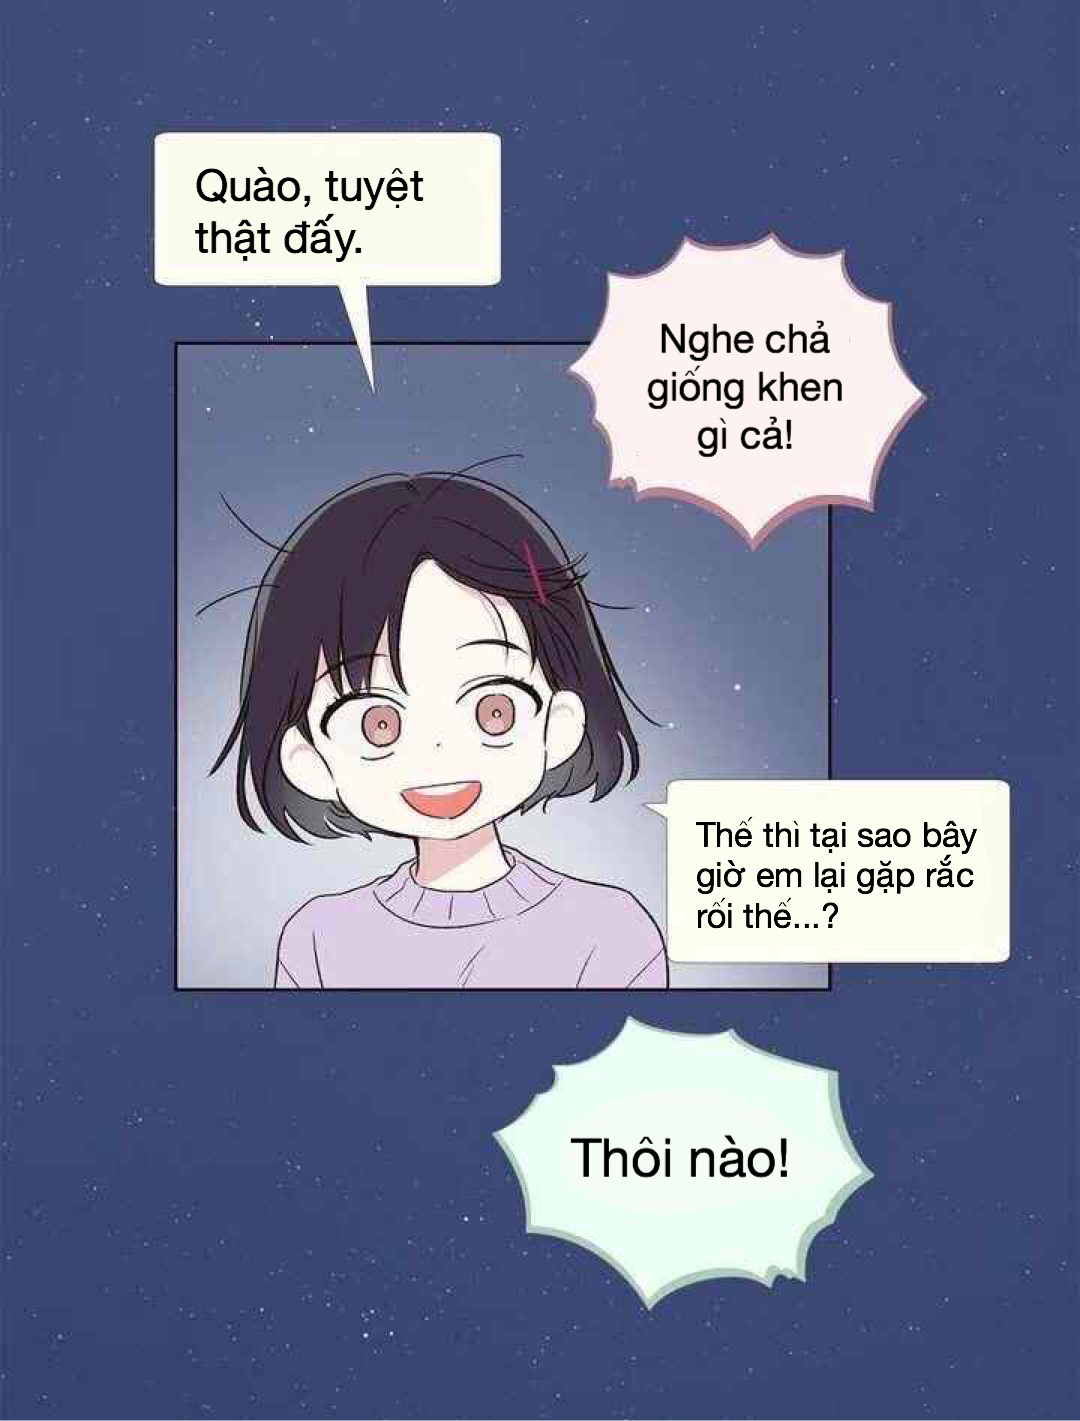 Quào, tuyệt
thật đấy.
Nghe chả
giống khen
gì cả!
Thế thì tại sao bây
giờ em lại gặp rắc
rối thế...?
Thôi nào!